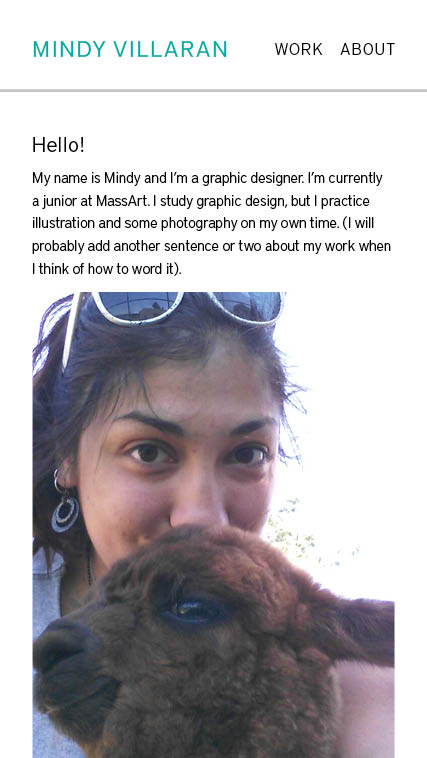 MINDY VILLARAN WORK ABOUT
Hello!
My name is Mindy and I’m a graphic designer. I’m currently
a junior at MassArt. I study graphic design, but I practice
illustration and some photography on my own time. (I will
probably add another sentence or two about my work when
I think of how to word it).